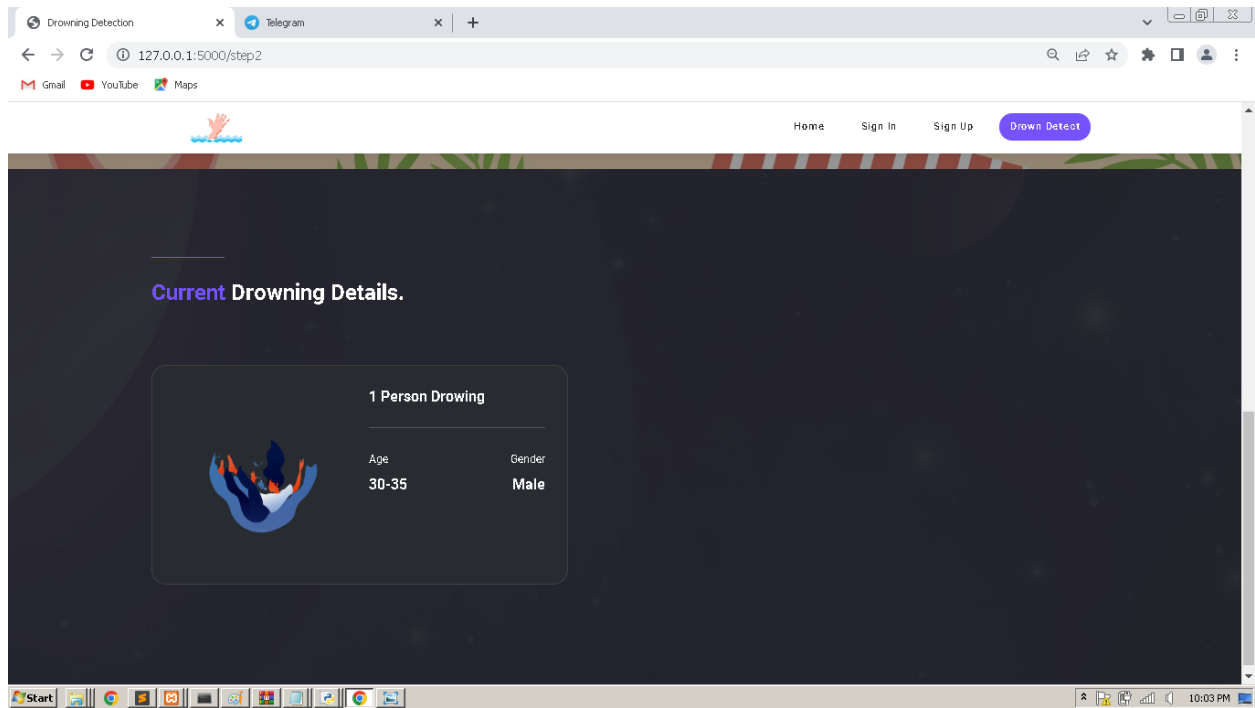 Drowning Detection
Telegram
127.0.0.1:5000/step2
Gmail YouTube Maps
Home Sign In Sign Up Drown Detect
Current Drowning Details.
1 Person Drowing
Age Gender
30-35 Male
Start 10:03 PM